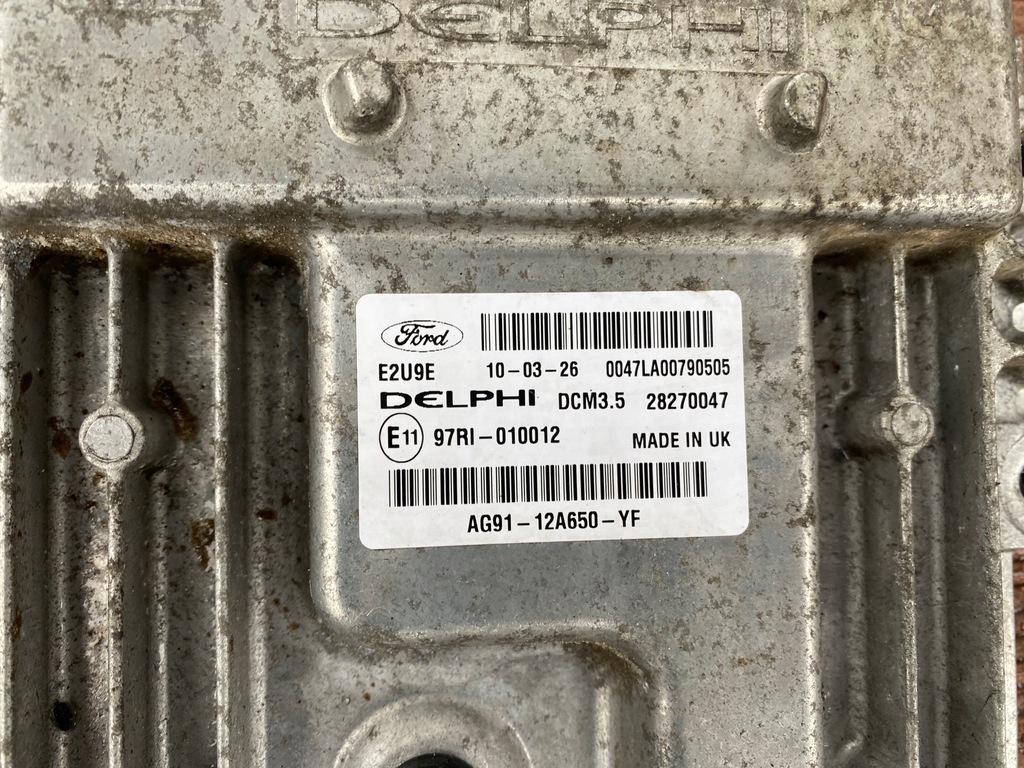 DELPHI
Ford
E2U9E 10-03-26 0047LA00790505
DELPHI DCM3.5 28270047
E11 97RI-010012 MADE IN UK
AG91-12A650-YF